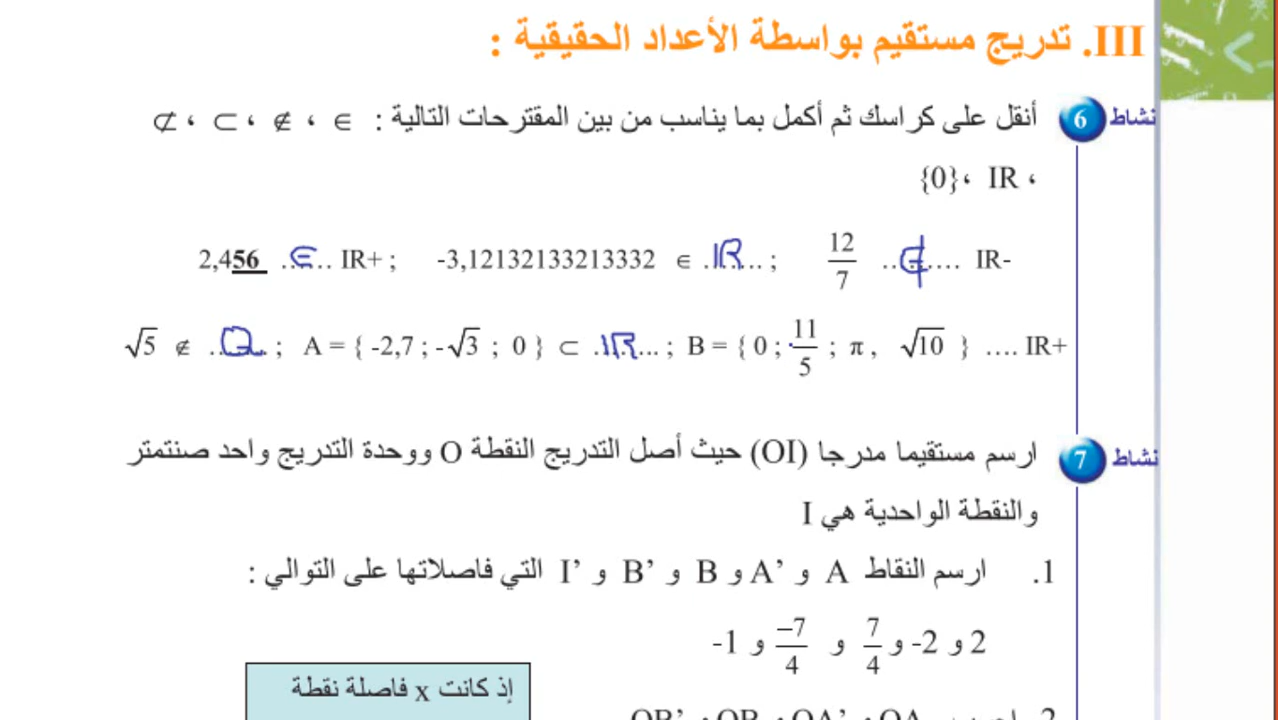 III. تدريج مستقيم بواسطة الأعداد الحقيقية :
نشاط 6 أنقل على كراسك ثم أكمل بما يناسب من بين المقترحات التالية : ∈ ، ∉ ، ⊂ ، ⊄
، IR ، {0}
2,456 ..∈.. IR+ ; -3,12132133213332 ∈ ..IR... ; 12/7 ..∉.... IR-
√5 ∉ ..Q.. ; A = { -2,7 ; -√3 ; 0 } ⊂ ..IR... ; B = { 0 ; 11/5 ; π , √10 } .... IR+
نشاط 7 ارسم مستقيما مدرجا (OI) حيث أصل التدريج النقطة O ووحدة التدريج واحد صنتمتر
والنقطة الواحدية هي I
1. ارسم النقاط A و A’ و B و B’ و I’ التي فاصلاتها على التوالي :
2 و -2 و 7/4 و −7/4 و -1
إذ كانت x فاصلة نقطة